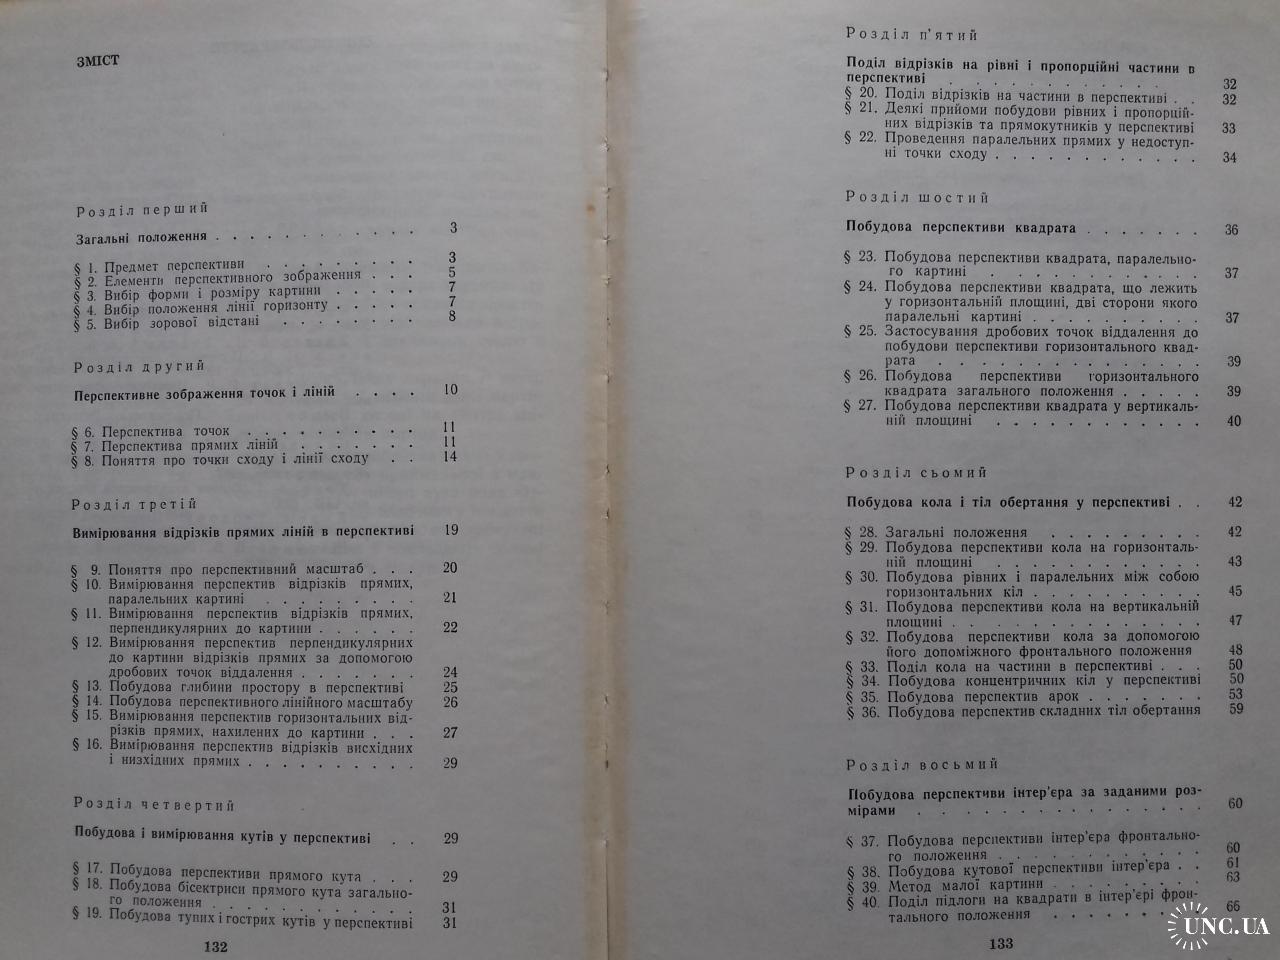 ЗМІСТ
Розділ перший
Загальні положення . . . . . . . . . . . . 3
§ 1. Предмет перспективи . . . . . . . . . 3
§ 2. Елементи перспективного зображення . . . 5
§ 3. Вибір форми і розміру картини . . . . . 7
§ 4. Вибір положення лінії горизонту . . . . . 7
§ 5. Вибір зорової відстані . . . . . . . . 8
Розділ другий
Перспективне зображення точок і ліній . . . . 10
§ 6. Перспектива точок . . . . . . . . . . 11
§ 7. Перспектива прямих ліній . . . . . . . 11
§ 8. Поняття про точки сходу і лінії сходу . . 14
Розділ третій
Вимірювання відрізків прямих ліній в перспективі 19
§ 9. Поняття про перспективний масштаб . . . 20
§ 10. Вимірювання перспектив відрізків прямих,
паралельних картині . . . . . . . . 21
§ 11. Вимірювання перспектив відрізків прямих,
перпендикулярних до картини . . . . . . 22
§ 12. Вимірювання перспектив перпендикулярних
до картини відрізків прямих за допомогою
дробових точок віддалення . . . . . . . 24
§ 13. Побудова глибини простору в перспективі 25
§ 14. Побудова перспективного лінійного масштабу 26
§ 15. Вимірювання перспектив горизонтальних від-
різків прямих, нахилених до картини . . . 27
§ 16. Вимірювання перспектив відрізків висхідних
і низхідних прямих . . . . . . . . . . 29
Розділ четвертий
Побудова і вимірювання кутів у перспективі . . 29
§ 17. Побудова перспективи прямого кута . . . 29
§ 18. Побудова бісектриси прямого кута загально-
го положення . . . . . . . . . . . . 31
§ 19. Побудова тупих і гострих кутів у перспективі 31
132
Розділ п'ятий
Поділ відрізків на рівні і пропорційні частини в
перспективі . . . . . . . . . . . . 32
§ 20. Поділ відрізків на частини в перспективі . . 32
§ 21. Деякі прийоми побудови рівних і пропорцій-
них відрізків та прямокутників у перспективі 33
§ 22. Проведення паралельних прямих у недоступ-
ні точки сходу . . . . . . . . . . . . 34
Розділ шостий
Побудова перспективи квадрата . . . . . . . 36
§ 23. Побудова перспективи квадрата, паралельно-
го картині . . . . . . . . . . . . 37
§ 24. Побудова перспективи квадрата, що лежить
у горизонтальній площині, дві сторони якого
паралельні картині . . . . . . . . . . 37
§ 25. Застосування дробових точок віддалення до
побудови перспективи горизонтального квад-
рата . . . . . . . . . . . . . . 39
§ 26. Побудова перспективи горизонтального
квадрата загального положення . . . . . 39
§ 27. Побудова перспективи квадрата у вертикаль-
ній площині . . . . . . . . . . . . 40
Розділ сьомий
Побудова кола і тіл обертання у перспективі . . 42
§ 28. Загальні положення . . . . . . . . . 42
§ 29. Побудова перспективи кола на горизонталь-
ній площині . . . . . . . . . . . . 43
§ 30. Побудова рівних і паралельних між собою
горизонтальних кіл . . . . . . . . . . 45
§ 31. Побудова перспективи кола на вертикальній
площині . . . . . . . . . . . . . . 47
§ 32. Побудова перспективи кола за допомогою
його допоміжного фронтального положення 48
§ 33. Поділ кола на частини в перспективі . . . 50
§ 34. Побудова концентричних кіл у перспективі 50
§ 35. Побудова перспектив арок . . . . . . . 53
§ 36. Побудова перспектив складних тіл обертання 59
Розділ восьмий
Побудова перспективи інтер'єра за заданими роз-
мірами . . . . . . . . . . . . . . . 60
§ 37. Побудова перспективи інтер'єра фронтально-
го положення . . . . . . . . . . . . 60
§ 38. Побудова кутової перспективи інтер'єра . . 61
§ 39. Метод малої картини . . . . . . . . . 63
§ 40. Поділ підлоги на квадрати в інтер'єрі фрон-
тального положення . . . . . . . . 66
133
UNC.UA